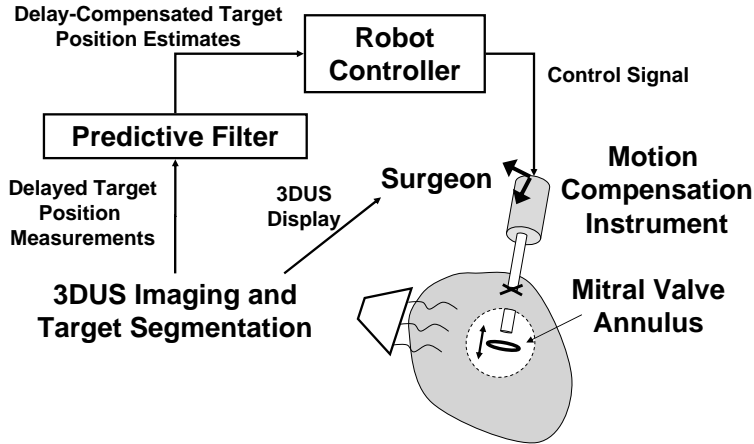 Delay-Compensated Target
Position Estimates
Robot
Controller
Control Signal
Predictive Filter
Delayed Target
Position
Measurements
3DUS
Display
Surgeon
Motion
Compensation
Instrument
3DUS Imaging and
Target Segmentation
Mitral Valve
Annulus